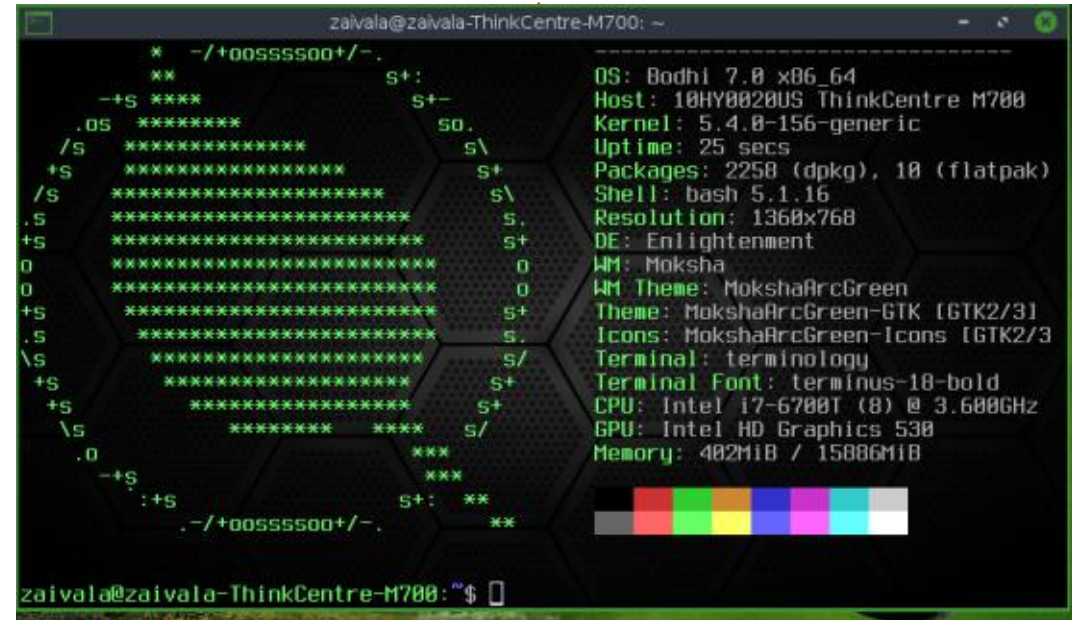 zaivala@zaivala-ThinkCentre-M700: ~
* -/+oossssoo+/-.
** s+:
-+s **** s+-
.os ******** so.
/s *************** s\
+s ****************** s+
/s ********************* s\
.s *********************** s.
+s ************************ s+
o ************************* o
o ************************* o
+s ************************ s+
.s *********************** s.
\s ********************* s/
+s ******************* s+
+s ***************** s+
\s ******** **** s/
.o ***
-+s ***
`:+s s+: **
.-/+oossssoo+/-. **
--------------------------------
OS: Bodhi 7.0 x86_64
Host: 10HY0020US ThinkCentre M700
Kernel: 5.4.0-156-generic
Uptime: 25 secs
Packages: 2258 (dpkg), 10 (flatpak)
Shell: bash 5.1.16
Resolution: 1360x768
DE: Enlightenment
WM: Moksha
WM Theme: MokshaArcGreen
Theme: MokshaArcGreen-GTK [GTK2/3]
Icons: MokshaArcGreen-Icons [GTK2/3
Terminal: terminology
Terminal Font: terminus-18-bold
CPU: Intel i7-6700T (8) @ 3.600GHz
GPU: Intel HD Graphics 530
Memory: 402MiB / 15886MiB
zaivala@zaivala-ThinkCentre-M700:~$